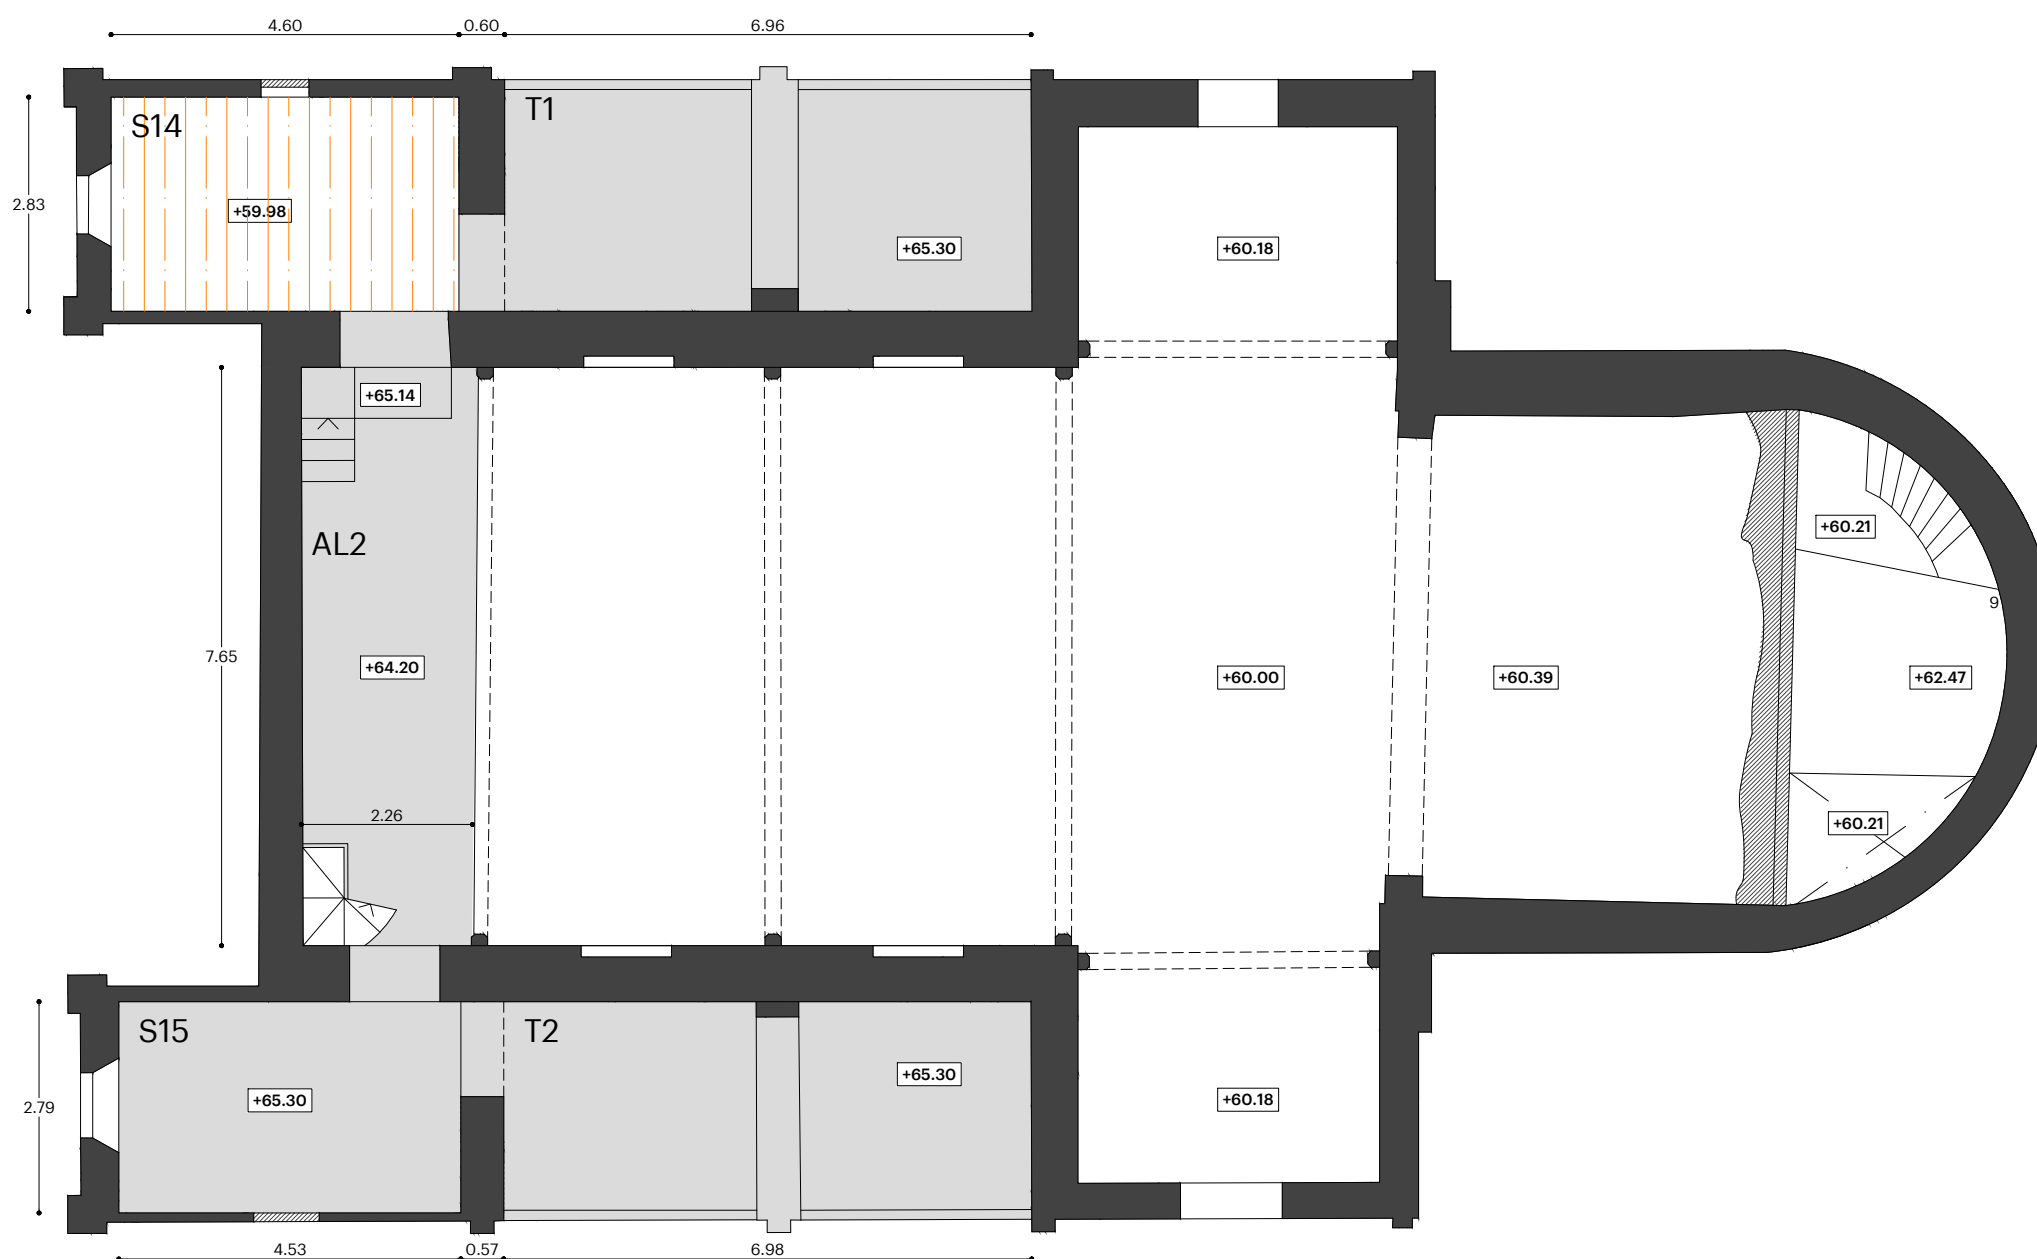 4.60 0.60 6.96
S14
T1
2.83
+59.98
+65.30
+60.18
+65.14
AL2
+60.21
9
7.65
+64.20
+60.00
+60.39
+62.47
2.26
+60.21
S15
T2
+65.30
+65.30
+60.18
2.79
4.53 0.57 6.98